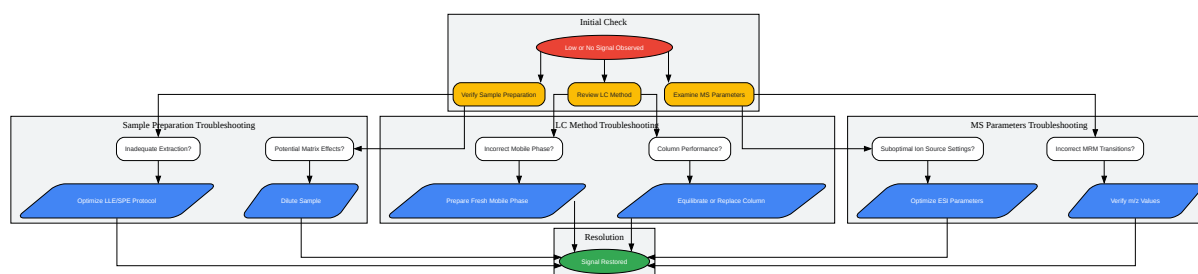 Initial Check
Low or No Signal Observed
Verify Sample Preparation
Review LC Method
Examine MS Parameters
Sample Preparation Troubleshooting
LC Method Troubleshooting
MS Parameters Troubleshooting
Inadequate Extraction?
Potential Matrix Effects?
Incorrect Mobile Phase?
Column Performance?
Suboptimal Ion Source Settings?
Incorrect MRM Transitions?
Optimize LLE/SPE Protocol
Dilute Sample
Prepare Fresh Mobile Phase
Equilibrate or Replace Column
Optimize ESI Parameters
Verify m/z Values
Resolution
Signal Restored